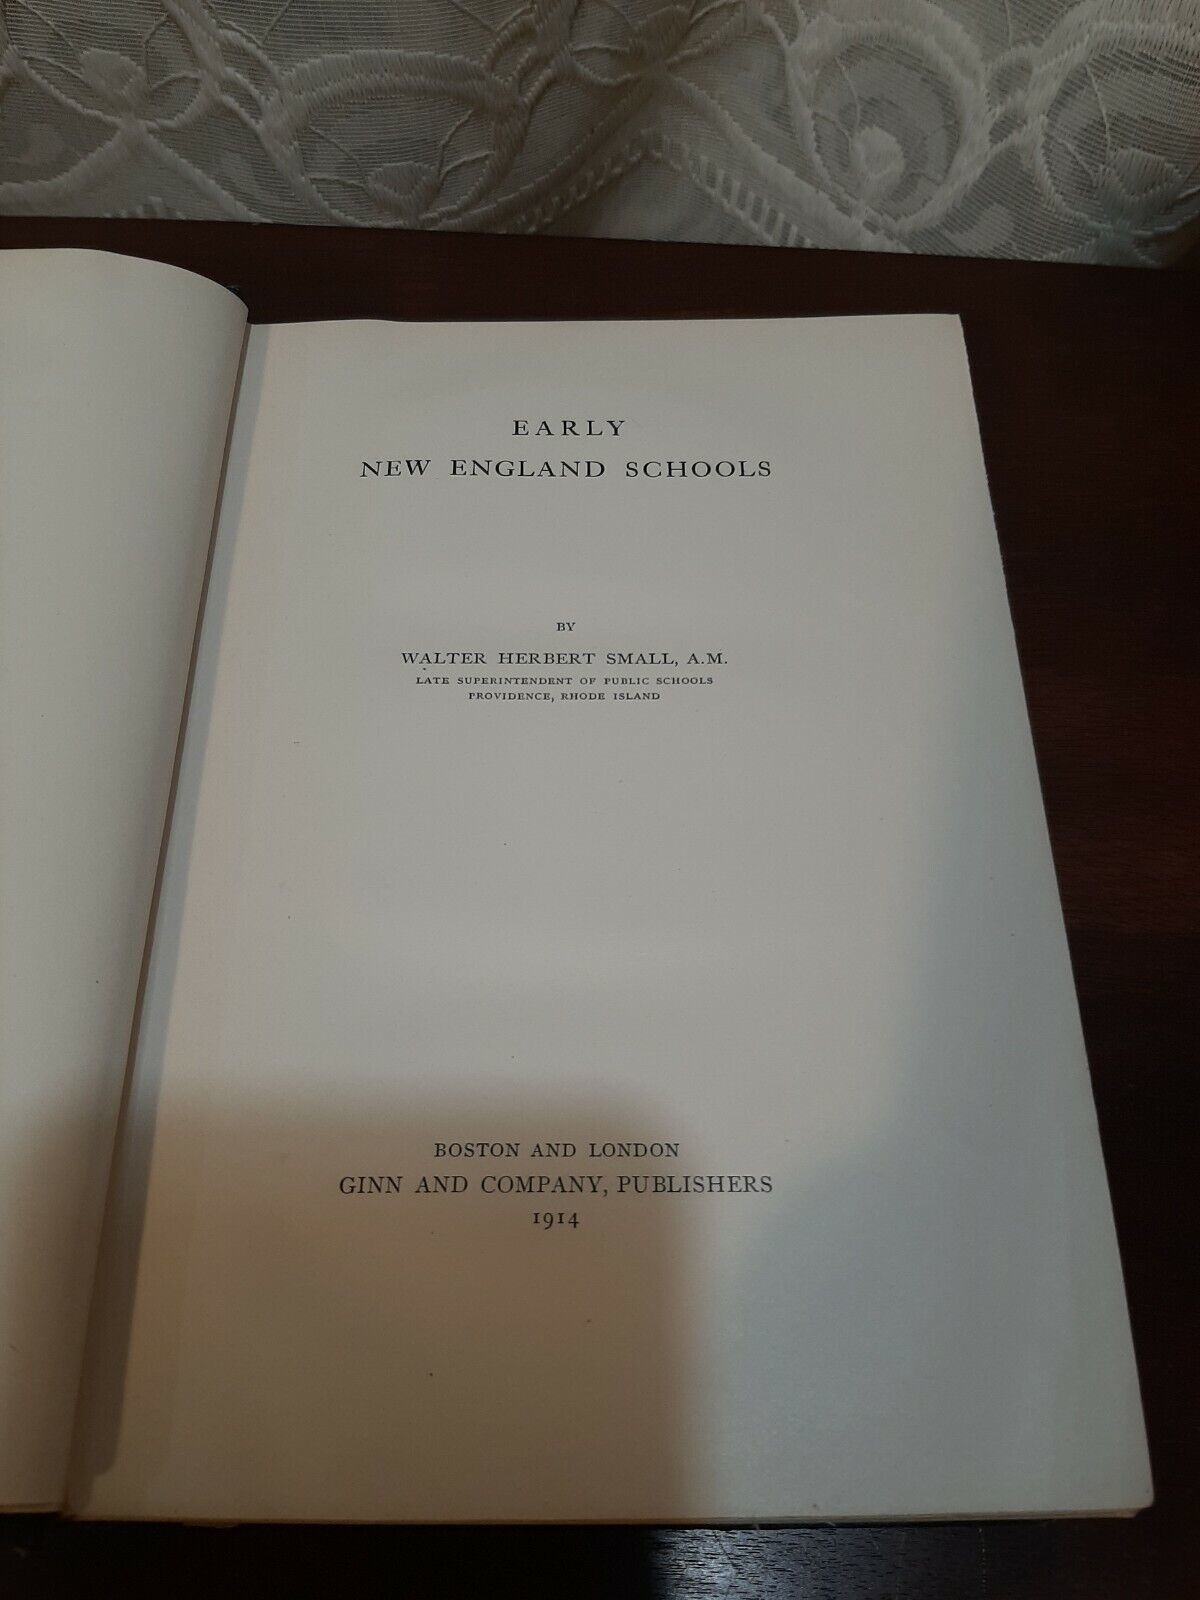 EARLY
NEW ENGLAND SCHOOLS
BY
WALTER HERBERT SMALL, A.M.
LATE SUPERINTENDENT OF PUBLIC SCHOOLS
PROVIDENCE, RHODE ISLAND
BOSTON AND LONDON
GINN AND COMPANY, PUBLISHERS
1914